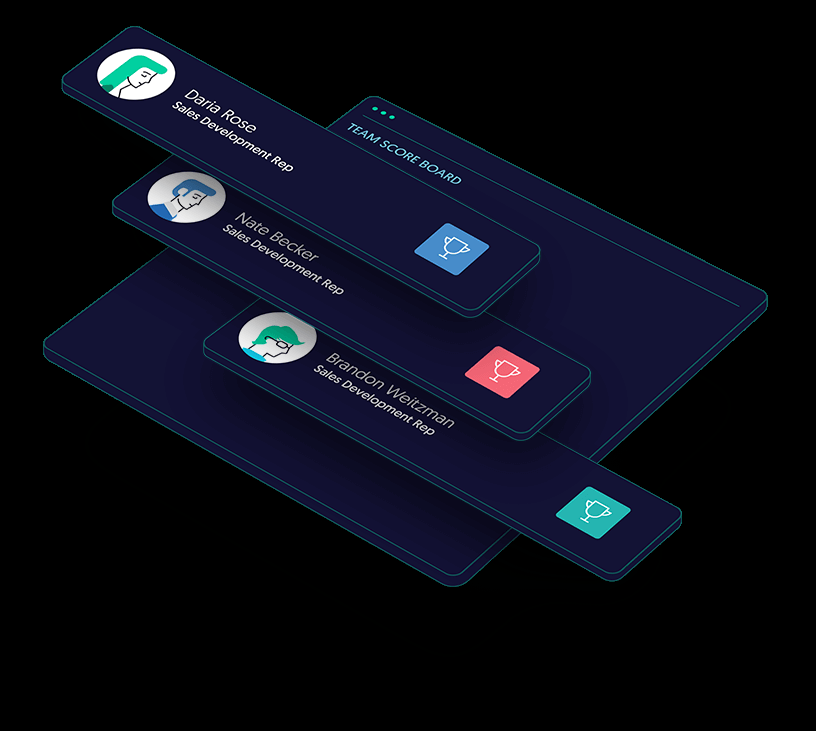 Daria Rose
Sales Development Rep
TEAM SCORE BOARD
Nate Becker
Sales Development Rep
Brandon Weitzman
Sales Development Rep